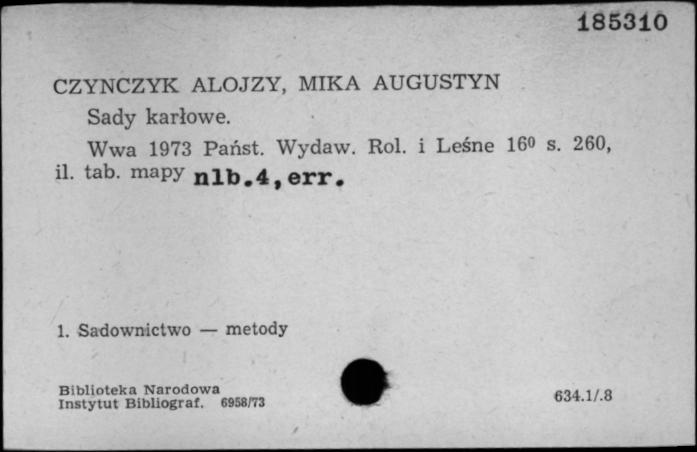 185310
CZYNCZYK ALOJZY, MIKA AUGUSTYN
Sady karłowe.
Wwa 1973 Państ. Wydaw. Rol. i Leśne 16⁰ s. 260,
il. tab. mapy nlb.4,err.
1. Sadownictwo — metody
Biblioteka Narodowa
Instytut Bibliograf. 6958/73
634.1/.8